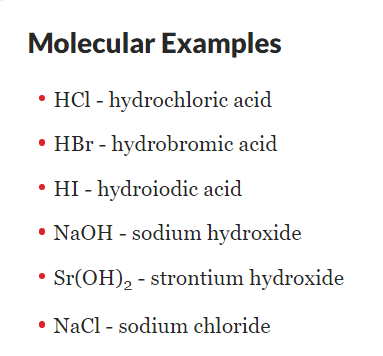 Molecular Examples
• HCl - hydrochloric acid
• HBr - hydrobromic acid
• HI - hydroiodic acid
• NaOH - sodium hydroxide
• Sr(OH)₂ - strontium hydroxide
• NaCl - sodium chloride